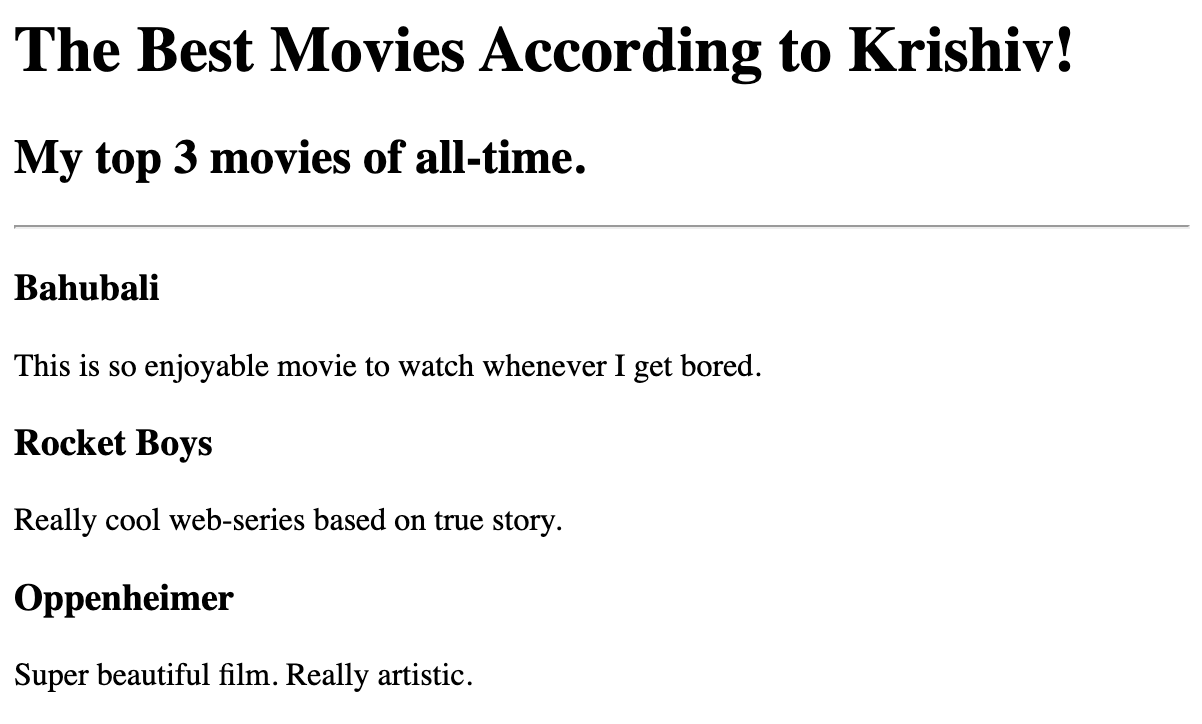 The Best Movies According to Krishiv!
My top 3 movies of all-time.
Bahubali
This is so enjoyable movie to watch whenever I get bored.
Rocket Boys
Really cool web-series based on true story.
Oppenheimer
Super beautiful film. Really artistic.